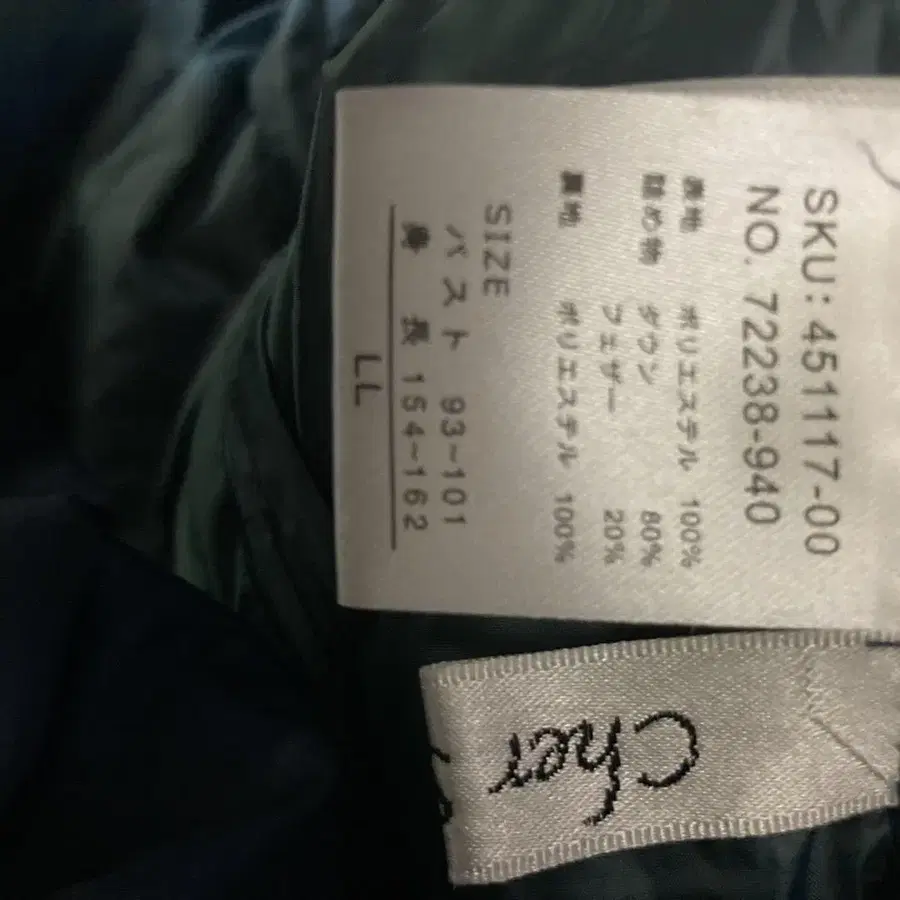 SKU: 451117-00
NO. 72238-940
表地 ポリエステル 100%
詰め物 ダウン 80%
フェザー 20%
裏地 ポリエステル 100%
SIZE
バスト 93~101
身長 154~162
LL
Cher